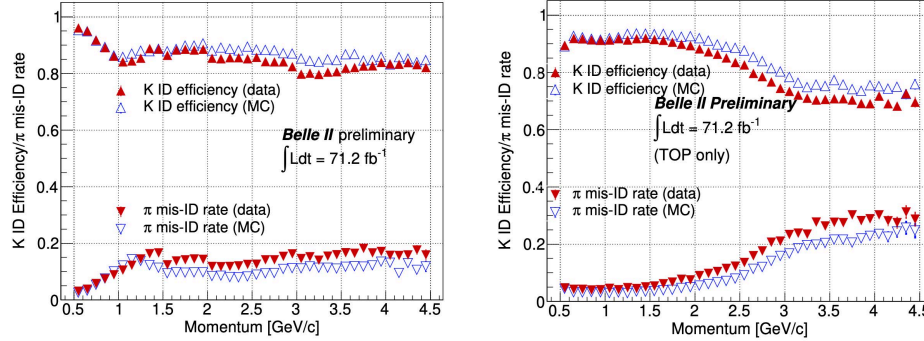 K ID Efficiency/π mis-ID rate
1
0.8
0.6
0.4
0.2
0
K ID efficiency (data)
K ID efficiency (MC)
Belle II preliminary
∫Ldt = 71.2 fb⁻¹
π mis-ID rate (data)
π mis-ID rate (MC)
0.5 1 1.5 2 2.5 3 3.5 4 4.5
Momentum [GeV/c]
K ID Efficiency/π mis-ID rate
1
0.8
0.6
0.4
0.2
0
K ID efficiency (data)
K ID efficiency (MC)
Belle II Preliminary
∫Ldt = 71.2 fb⁻¹
(TOP only)
π mis-ID rate (data)
π mis-ID rate (MC)
0.5 1 1.5 2 2.5 3 3.5 4 4.5
Momentum [GeV/c]